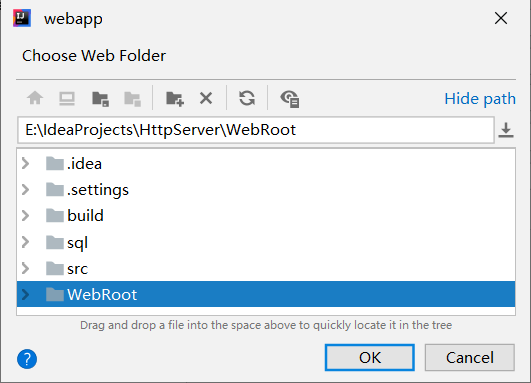 webapp
Choose Web Folder
Hide path
E:\IdeaProjects\HttpServer\WebRoot
.idea
.settings
build
sql
src
WebRoot
Drag and drop a file into the space above to quickly locate it in the tree
? OK Cancel